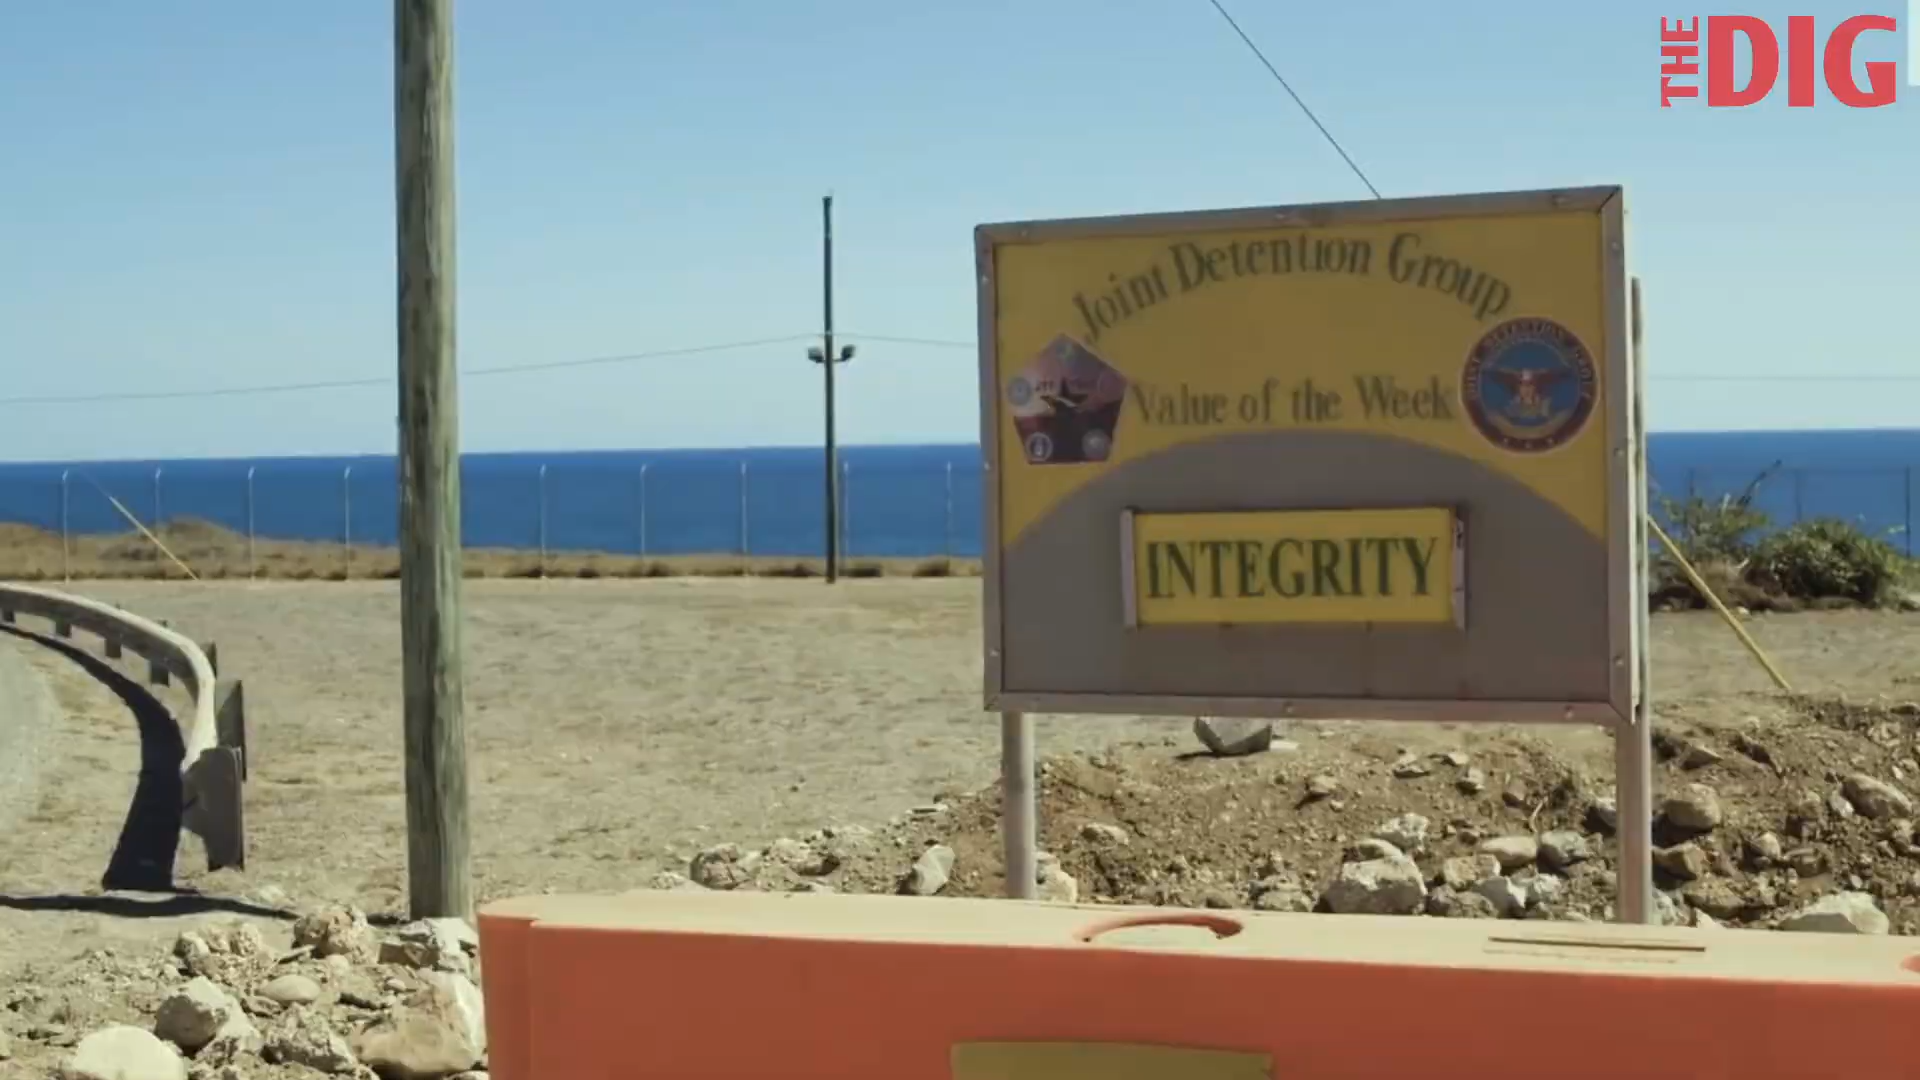 THE DIG
Joint Detention Group
Value of the Week
INTEGRITY